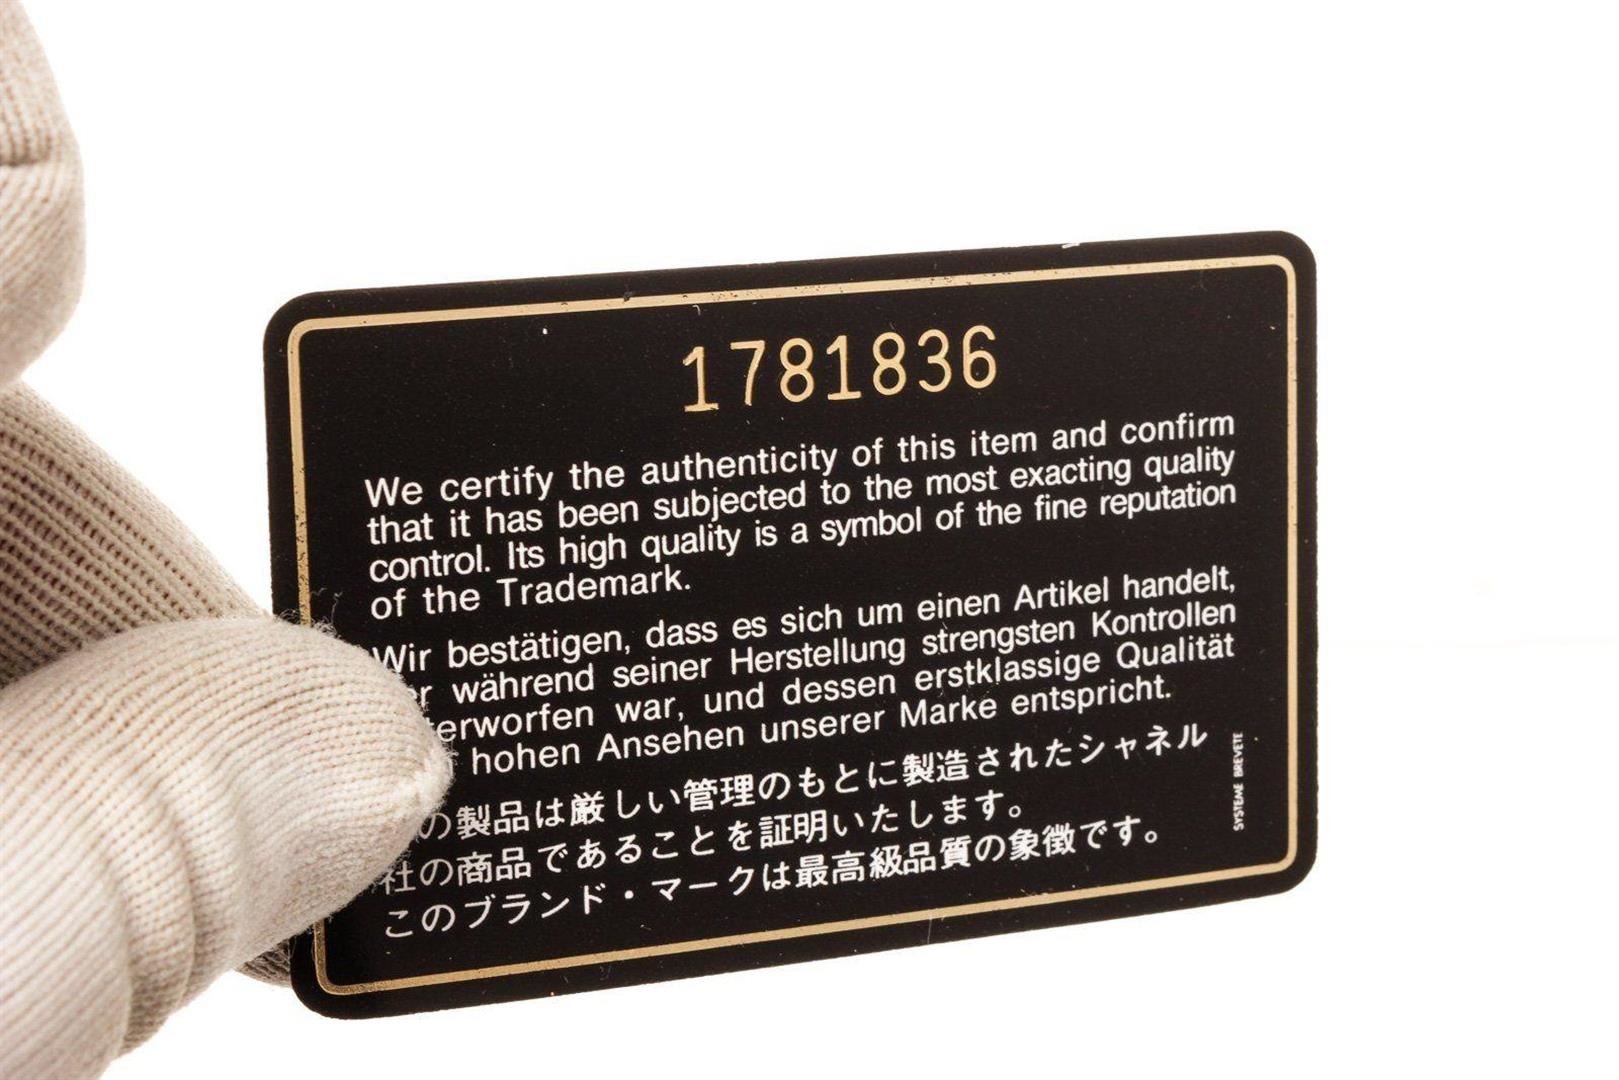 1781836
We certify the authenticity of this item and confirm
that it has been subjected to the most exacting quality
control. Its high quality is a symbol of the fine reputation
of the Trademark.
Wir bestätigen, dass es sich um einen Artikel handelt,
während seiner Herstellung strengsten Kontrollen
war, und dessen erstklassige Qualität
hohen Ansehen unserer Marke entspricht.
の製品は厳しい管理のもとに製造されたシャネル
社の商品であることを証明いたします。
このブランド・マークは最高級品質の象徴です。
SYSTEME BREVETE